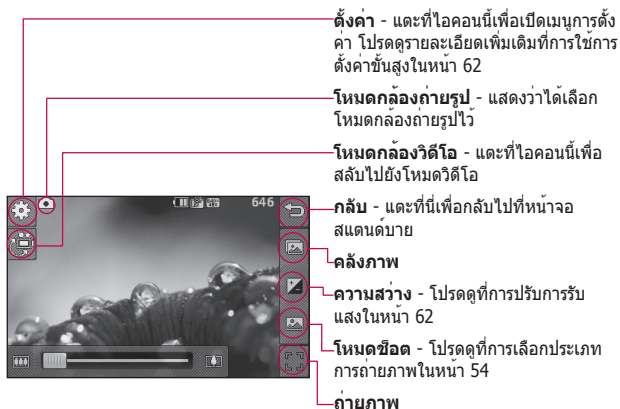 ตั้งค่า - แตะที่ไอคอนนี้เพื่อเปิดเมนูการตั้ง
ค่า โปรดดูรายละเอียดเพิ่มเติมที่การใช้การ
ตั้งค่าขั้นสูงในหน้า 62
โหมดกล้องถ่ายรูป - แสดงว่าได้เลือก
โหมดกล้องถ่ายรูปไว้
โหมดกล้องวิดีโอ - แตะที่ไอคอนนี้เพื่อ
สลับไปยังโหมดวิดีโอ
646
กลับ - แตะที่นี่เพื่อกลับไปที่หน้าจอ
สแตนด์บาย
คลังภาพ
ความสว่าง - โปรดดูที่การปรับการรับ
แสงในหน้า 62
โหมดช็อต - โปรดดูที่การเลือกประเภท
การถ่ายภาพในหน้า 54
ถ่ายภาพ